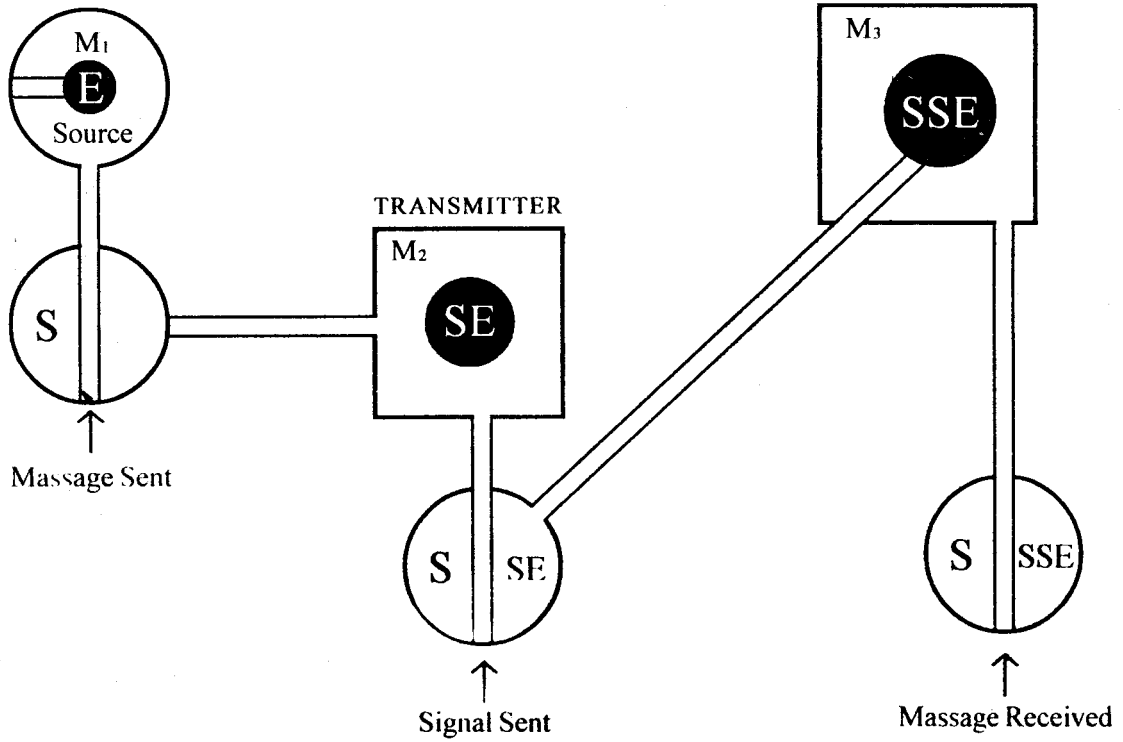 M₁
E
Source
S
Massage Sent
TRANSMITTER
M₂
SE
S SE
Signal Sent
M₃
SSE
S SSE
Massage Received